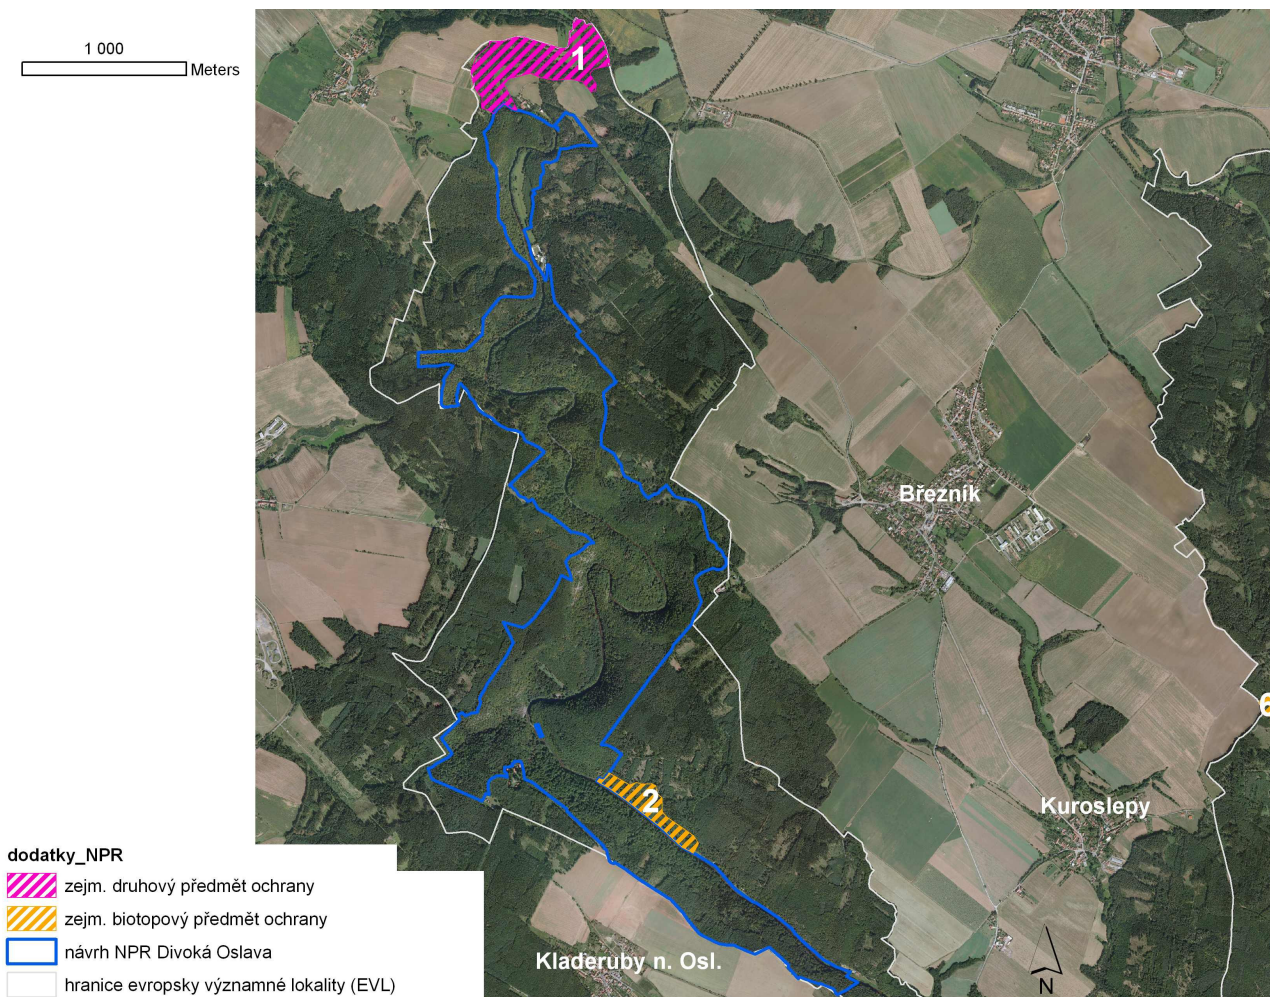 1 000
Meters
1
Březník
6
2
Kuroslepy
Kladeruby n. Osl.
N
dodatky_NPR
zejm. druhový předmět ochrany
zejm. biotopový předmět ochrany
návrh NPR Divoká Oslava
hranice evropsky významné lokality (EVL)